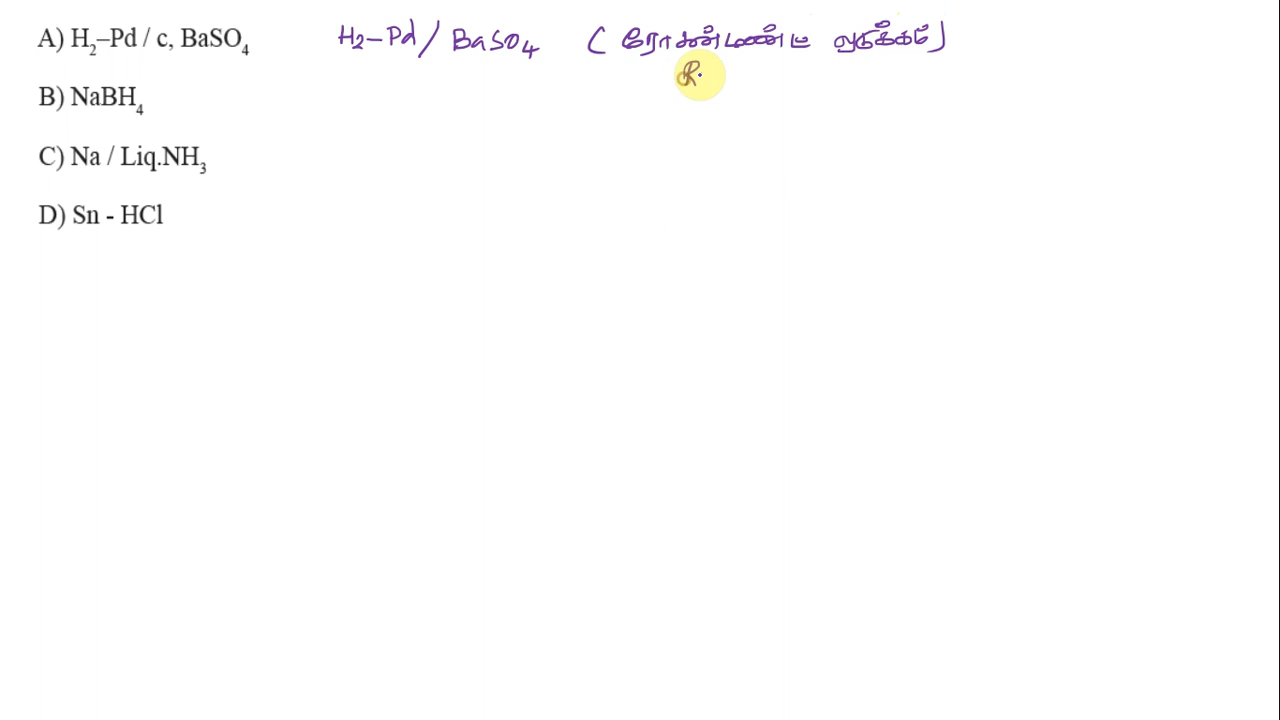 A) H₂–Pd / c, BaSO₄ H₂–Pd / BaSO₄ (ரோசன்மண்ட் ஒடுக்கம்)
R
B) NaBH₄
C) Na / Liq.NH₃
D) Sn - HCl